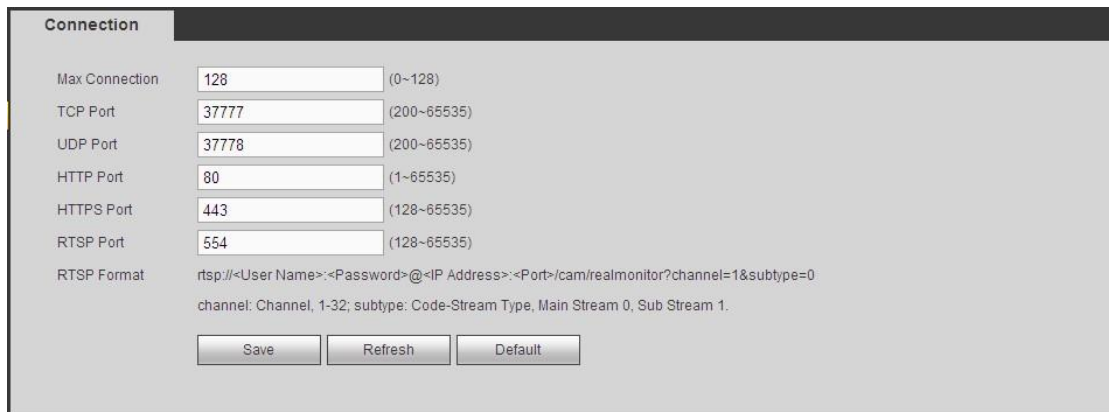 Connection
Max Connection 128 (0~128)
TCP Port 37777 (200~65535)
UDP Port 37778 (200~65535)
HTTP Port 80 (1~65535)
HTTPS Port 443 (128~65535)
RTSP Port 554 (128~65535)
RTSP Format rtsp://<User Name>:<Password>@<IP Address>:<Port>/cam/realmonitor?channel=1&subtype=0
channel: Channel, 1-32; subtype: Code-Stream Type, Main Stream 0, Sub Stream 1.
Save Refresh Default